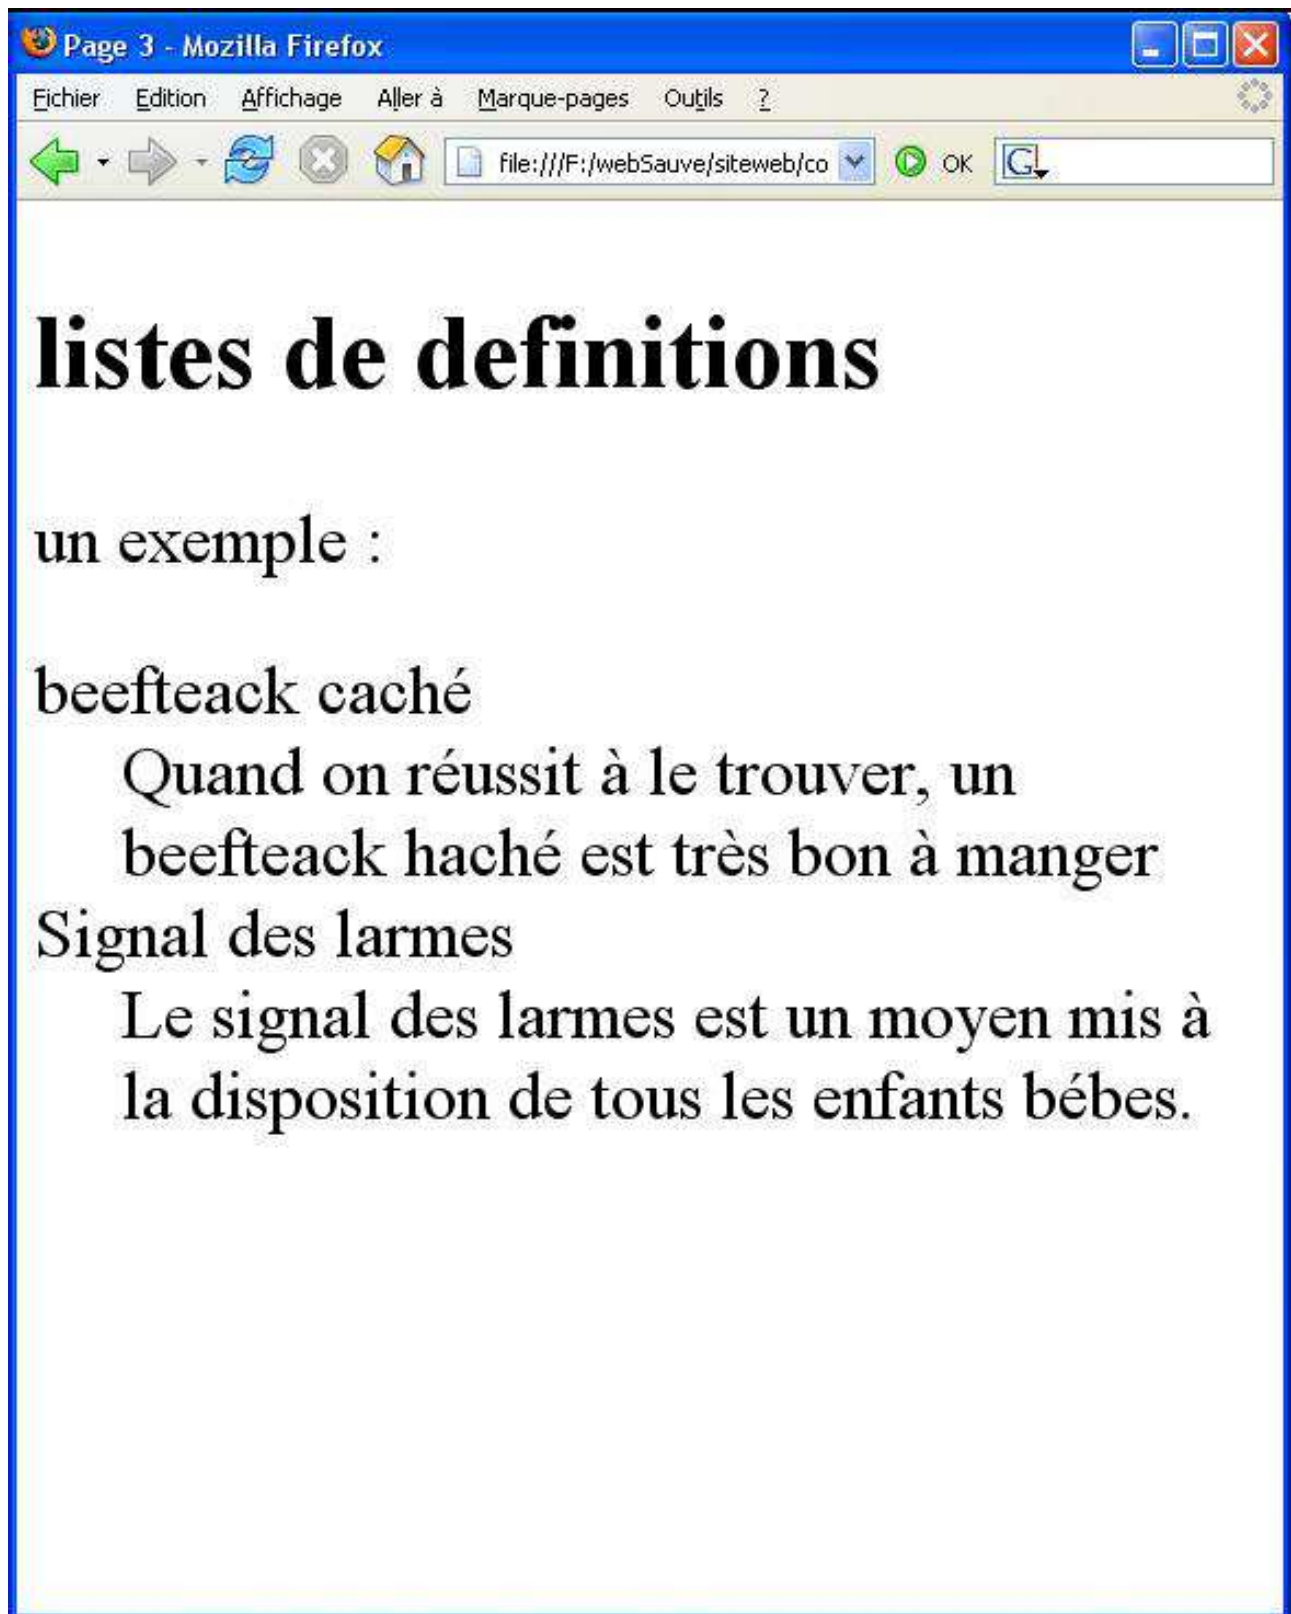 Page 3 - Mozilla Firefox
Fichier Edition Affichage Aller à Marque-pages Outils ?
file:///F:/webSauve/siteweb/co OK G
listes de definitions
un exemple :
beefteack caché
Quand on réussit à le trouver, un
beefteack haché est très bon à manger
Signal des larmes
Le signal des larmes est un moyen mis à
la disposition de tous les enfants bébes.